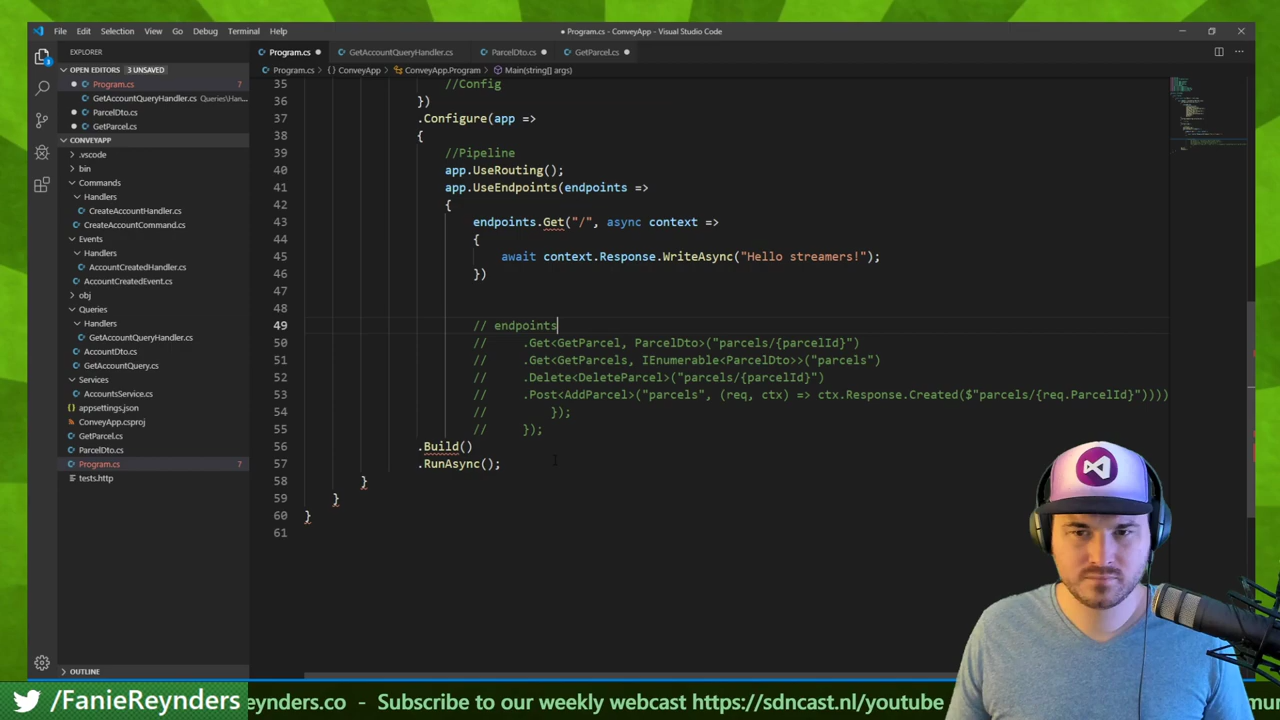 File Edit Selection View Go Debug Terminal Help
● Program.cs - ConveyApp - Visual Studio Code
EXPLORER
Program.cs ●
GetAccountQueryHandler.cs
ParcelDto.cs ●
GetParcel.cs ●
Program.cs > {} ConveyApp > ConveyApp.Program > Main(string[] args)
OPEN EDITORS 3 UNSAVED
● Program.cs 7
GetAccountQueryHandler.cs Queries\Han...
● ParcelDto.cs
● GetParcel.cs
CONVEYAPP
.vscode
bin
Commands
Handlers
CreateAccountHandler.cs
CreateAccountCommand.cs
Events
Handlers
AccountCreatedHandler.cs
AccountCreatedEvent.cs
obj
Queries
Handlers
GetAccountQueryHandler.cs
AccountDto.cs
GetAccountQuery.cs
Services
AccountsService.cs
appsettings.json
ConveyApp.csproj
GetParcel.cs
ParcelDto.cs
Program.cs 7
tests.http
OUTLINE
35 //Config
36 })
37 .Configure(app =>
38 {
39 //Pipeline
40 app.UseRouting();
41 app.UseEndpoints(endpoints =>
42 {
43 endpoints.Get("/", async context =>
44 {
45 await context.Response.WriteAsync("Hello streamers!");
46 })
47
48
49 // endpoints
50 // .Get<GetParcel, ParcelDto>("parcels/{parcelId}")
51 // .Get<GetParcels, IEnumerable<ParcelDto>>("parcels")
52 // .Delete<DeleteParcel>("parcels/{parcelId}")
53 // .Post<AddParcel>("parcels", (req, ctx) => ctx.Response.Created($"parcels/{req.ParcelId}"))))
54 // });
55 // });
56 .Build()
57 .RunAsync();
58 }
59 }
60 }
61
/FanieReynders
eynders.co - Subscribe to our weekly webcast https://sdncast.nl/youtube
mun